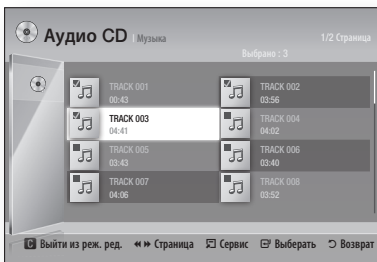 Аудио CD | Музыка
1/2 Страница
Выбрано : 3
TRACK 001
00:43
TRACK 002
03:56
TRACK 003
04:41
TRACK 004
04:02
TRACK 005
03:43
TRACK 006
03:40
TRACK 007
04:06
TRACK 008
03:52
C Выйти из реж. ред. Страница Сервис Выберать Возврат